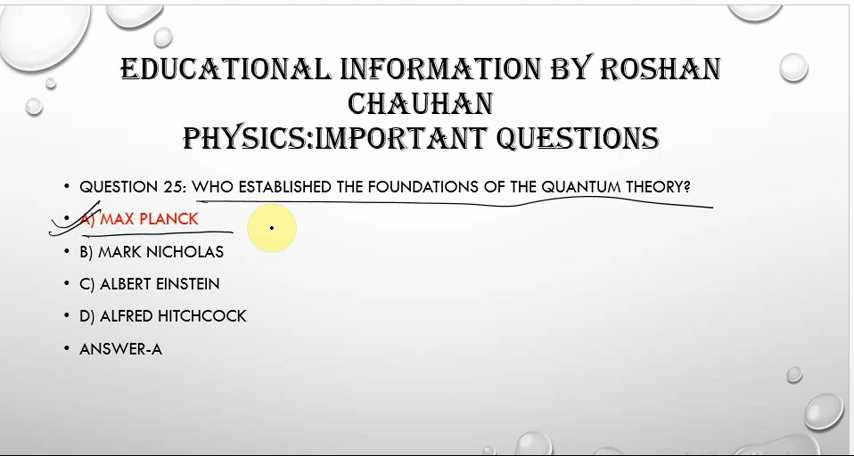 EDUCATIONAL INFORMATION BY ROSHAN
CHAUHAN
PHYSICS:IMPORTANT QUESTIONS
• QUESTION 25: WHO ESTABLISHED THE FOUNDATIONS OF THE QUANTUM THEORY?
• A) MAX PLANCK
• B) MARK NICHOLAS
• C) ALBERT EINSTEIN
• D) ALFRED HITCHCOCK
• ANSWER-A